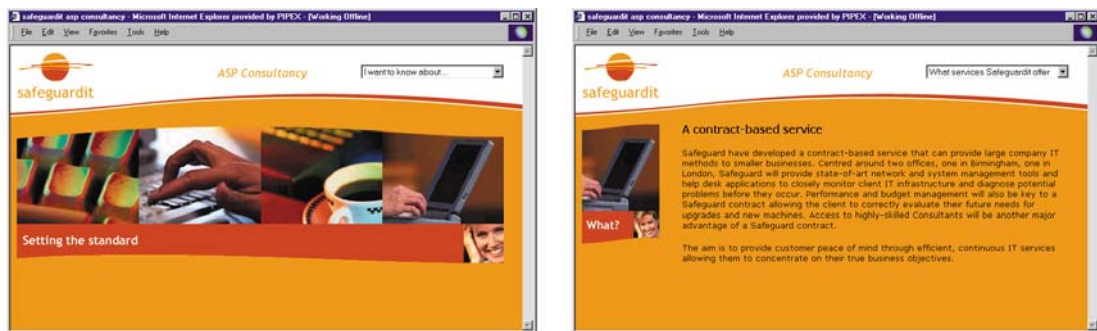 safeguardit asp consultancy - Microsoft Internet Explorer provided by PIPEX - [Working Offline]
File Edit View Favorites Tools Help
safeguardit
ASP Consultancy
I want to know about ...
Setting the standard
safeguardit asp consultancy - Microsoft Internet Explorer provided by PIPEX - [Working Offline]
File Edit View Favorites Tools Help
safeguardit
ASP Consultancy
What services Safeguardit offer
What?
A contract-based service
Safeguard have developed a contract-based service that can provide large company IT
methods to smaller businesses. Centred around two offices, one in Birmingham, one in
London, Safeguard will provide state-of-art network and system management tools and
help desk applications to closely monitor client IT infrastructure and diagnose potential
problems before they occur. Performance and budget management will also be key to a
Safeguard contract allowing the client to correctly evaluate their future needs for
upgrades and new machines. Access to highly-skilled Consultants will be another major
advantage of a Safeguard contract.
The aim is to provide customer peace of mind through efficient, continuous IT services
allowing them to concentrate on their true business objectives.